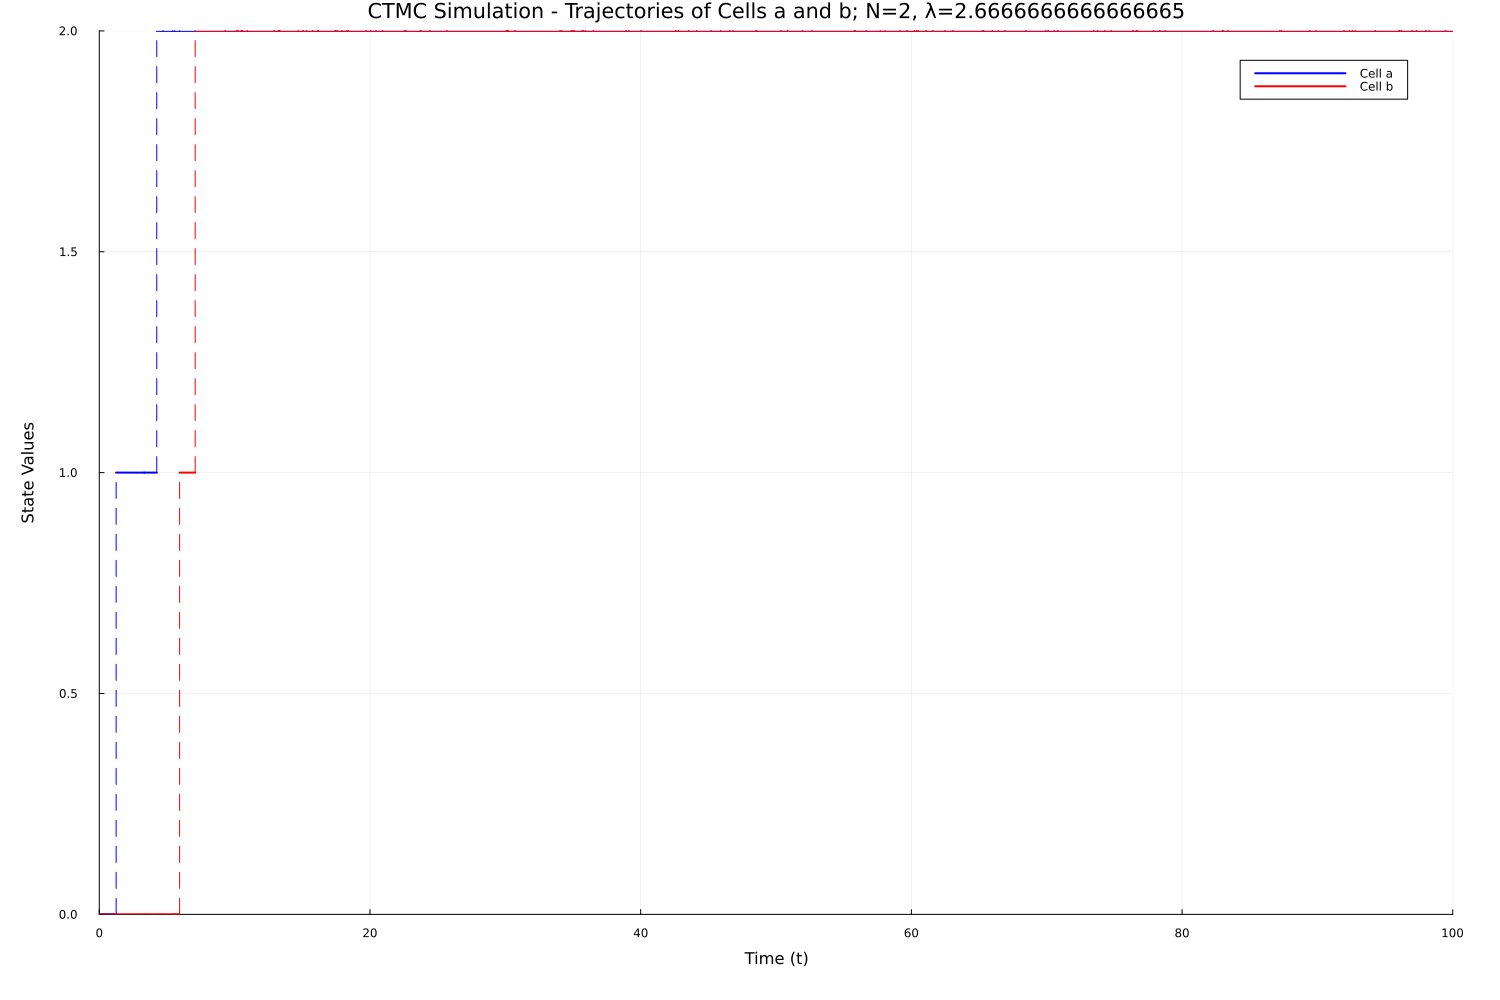 CTMC Simulation - Trajectories of Cells a and b; N=2, λ=2.6666666666666665
2.0
Cell a
Cell b
1.5
1.0
State Values
0.5
0.0
0 20 40 60 80 100
Time (t)